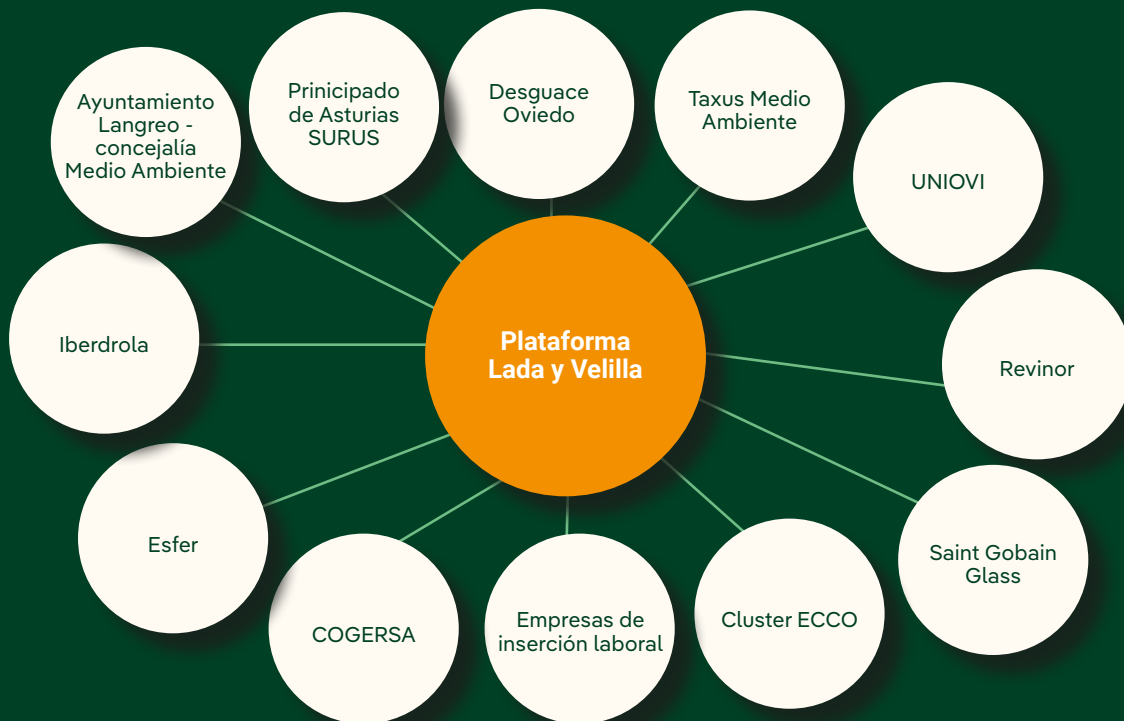 Ayuntamiento
Langreo -
concejalía
Medio Ambiente
Prinicipado
de Asturias
SURUS
Desguace
Oviedo
Taxus Medio
Ambiente
UNIOVI
Iberdrola
Plataforma
Lada y Velilla
Revinor
Esfer
Saint Gobain
Glass
COGERSA
Empresas de
inserción laboral
Cluster ECCO